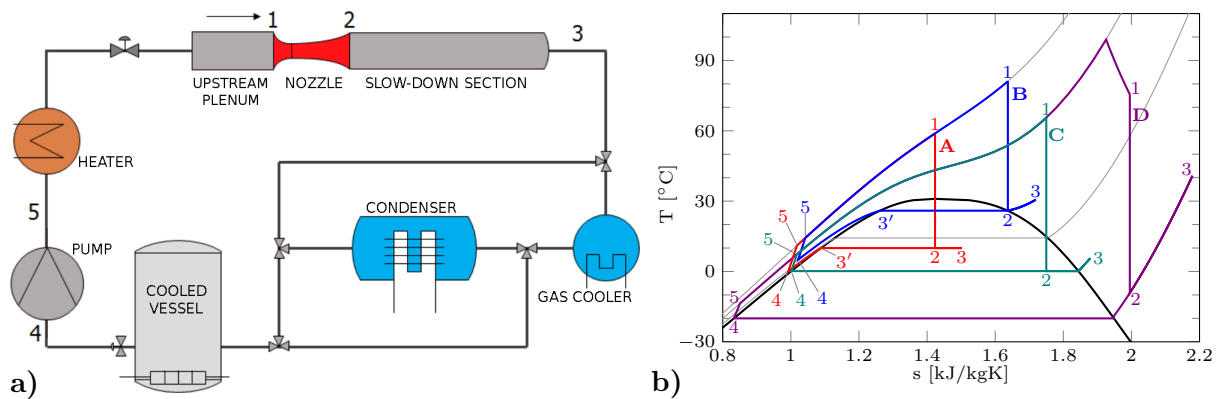 a)
1
2
3
UPSTREAM
PLENUM
NOZZLE
SLOW-DOWN SECTION
HEATER
5
PUMP
4
COOLED
VESSEL
CONDENSER
GAS COOLER
b)
T [°C]
90
60
30
0
−30
0.8
1
1.2
1.4
1.6
1.8
2
2.2
s [kJ/kgK]
1
A
2
3
3′
4
5
1
B
2
3
3′
4
5
1
C
2
3
4
5
1
D
2
3
4
5